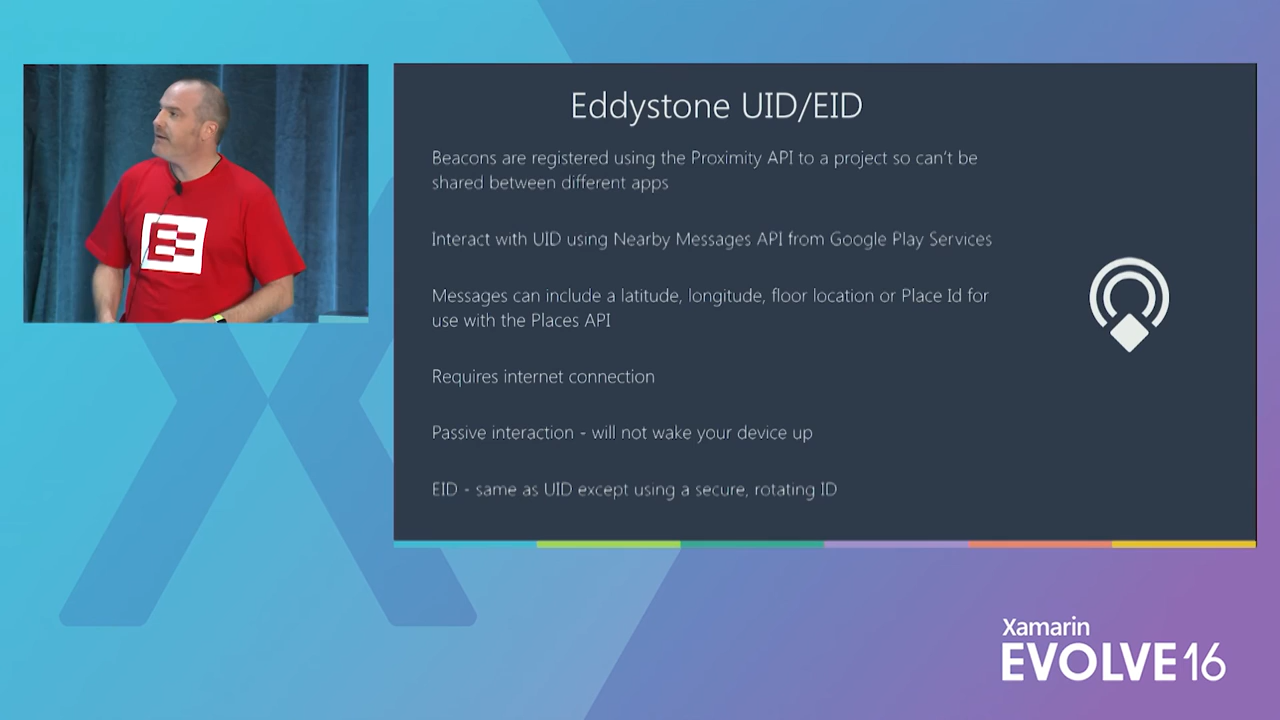 Eddystone UID/EID
Beacons are registered using the Proximity API to a project so can't be
shared between different apps
Interact with UID using Nearby Messages API from Google Play Services
Messages can include a latitude, longitude, floor location or Place Id for
use with the Places API
Requires internet connection
Passive interaction - will not wake your device up
EID - same as UID except using a secure, rotating ID
Xamarin
EVOLVE 16